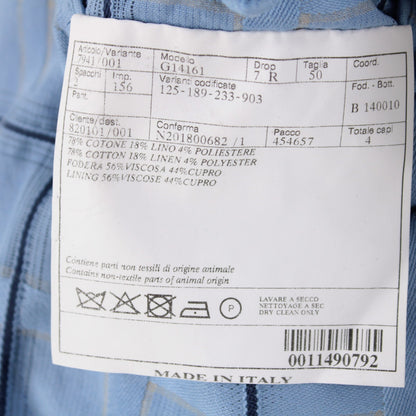 Articolo/Variante Modello Drop Taglia Coord.
7941/001 G14161 7 R 50
Spacchi Imp. Varianti codificate Fod. - Bott.
2 156 125-189-233-903 B 140010
Pant.
Cliente/dest. Conferma Pacco Totale capi
820101/001 N201800682 /1 454657 4
78% COTONE 18% LINO 4% POLIESTERE
78% COTTON 18% LINEN 4% POLYESTER
FODERA 56%VISCOSA 44%CUPRO
LINING 56%VISCOSE 44%CUPRO
Contiene parti non tessili di origine animale
Contains non-textile parts of animal origin
LAVARE A SECCO
NETTOYAGE A SEC
DRY CLEAN ONLY
P
0011490792
MADE IN ITALY